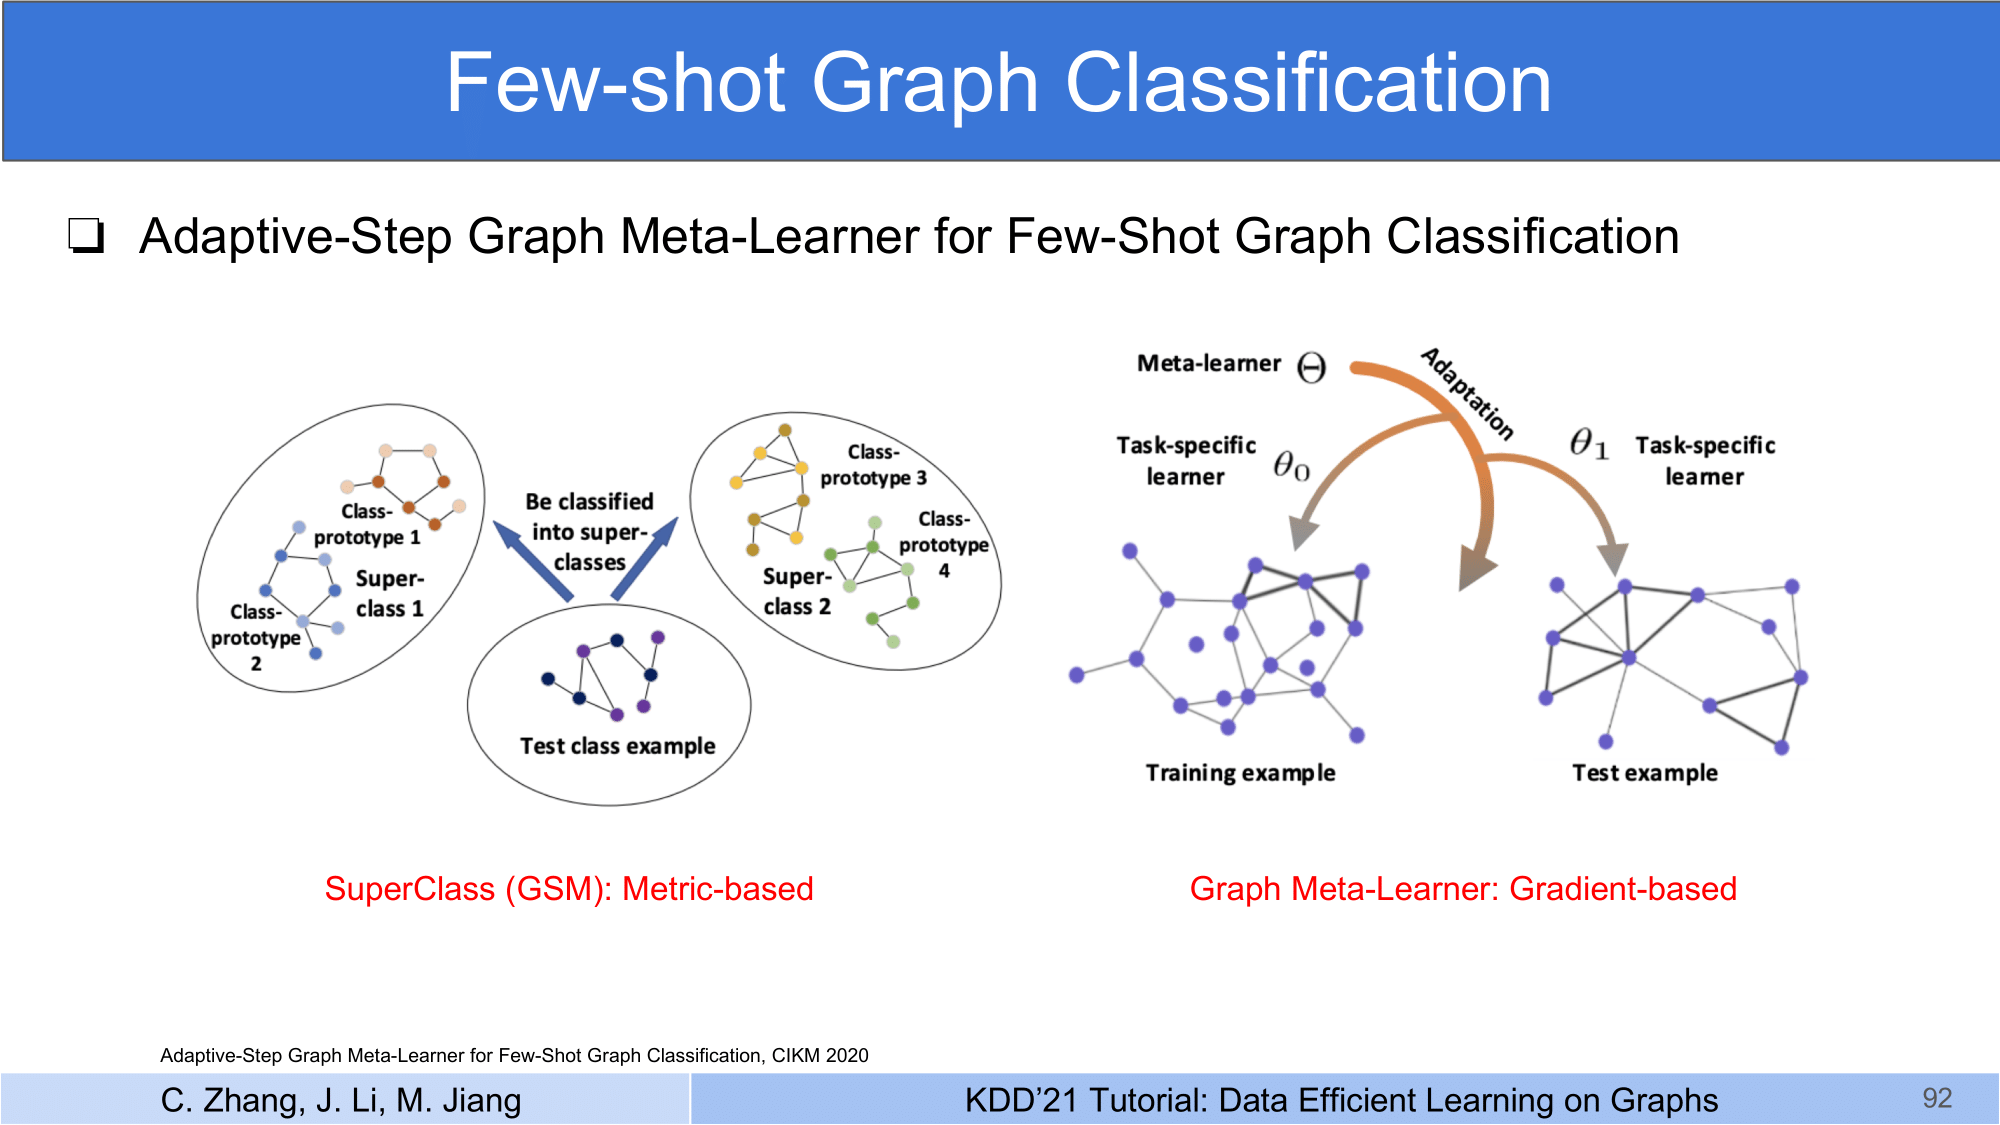 Few-shot Graph Classification
❏ Adaptive-Step Graph Meta-Learner for Few-Shot Graph Classification
Class-
prototype 1
Super-
class 1
Class-
prototype
2
Be classified
into super-
classes
Class-
prototype 3
Class-
prototype
4
Super-
class 2
Test class example
SuperClass (GSM): Metric-based
Meta-learner Θ
Adaptation
Task-specific
learner
θ0
θ1
Task-specific
learner
Training example
Test example
Graph Meta-Learner: Gradient-based
Adaptive-Step Graph Meta-Learner for Few-Shot Graph Classification, CIKM 2020
C. Zhang, J. Li, M. Jiang
KDD’21 Tutorial: Data Efficient Learning on Graphs
92